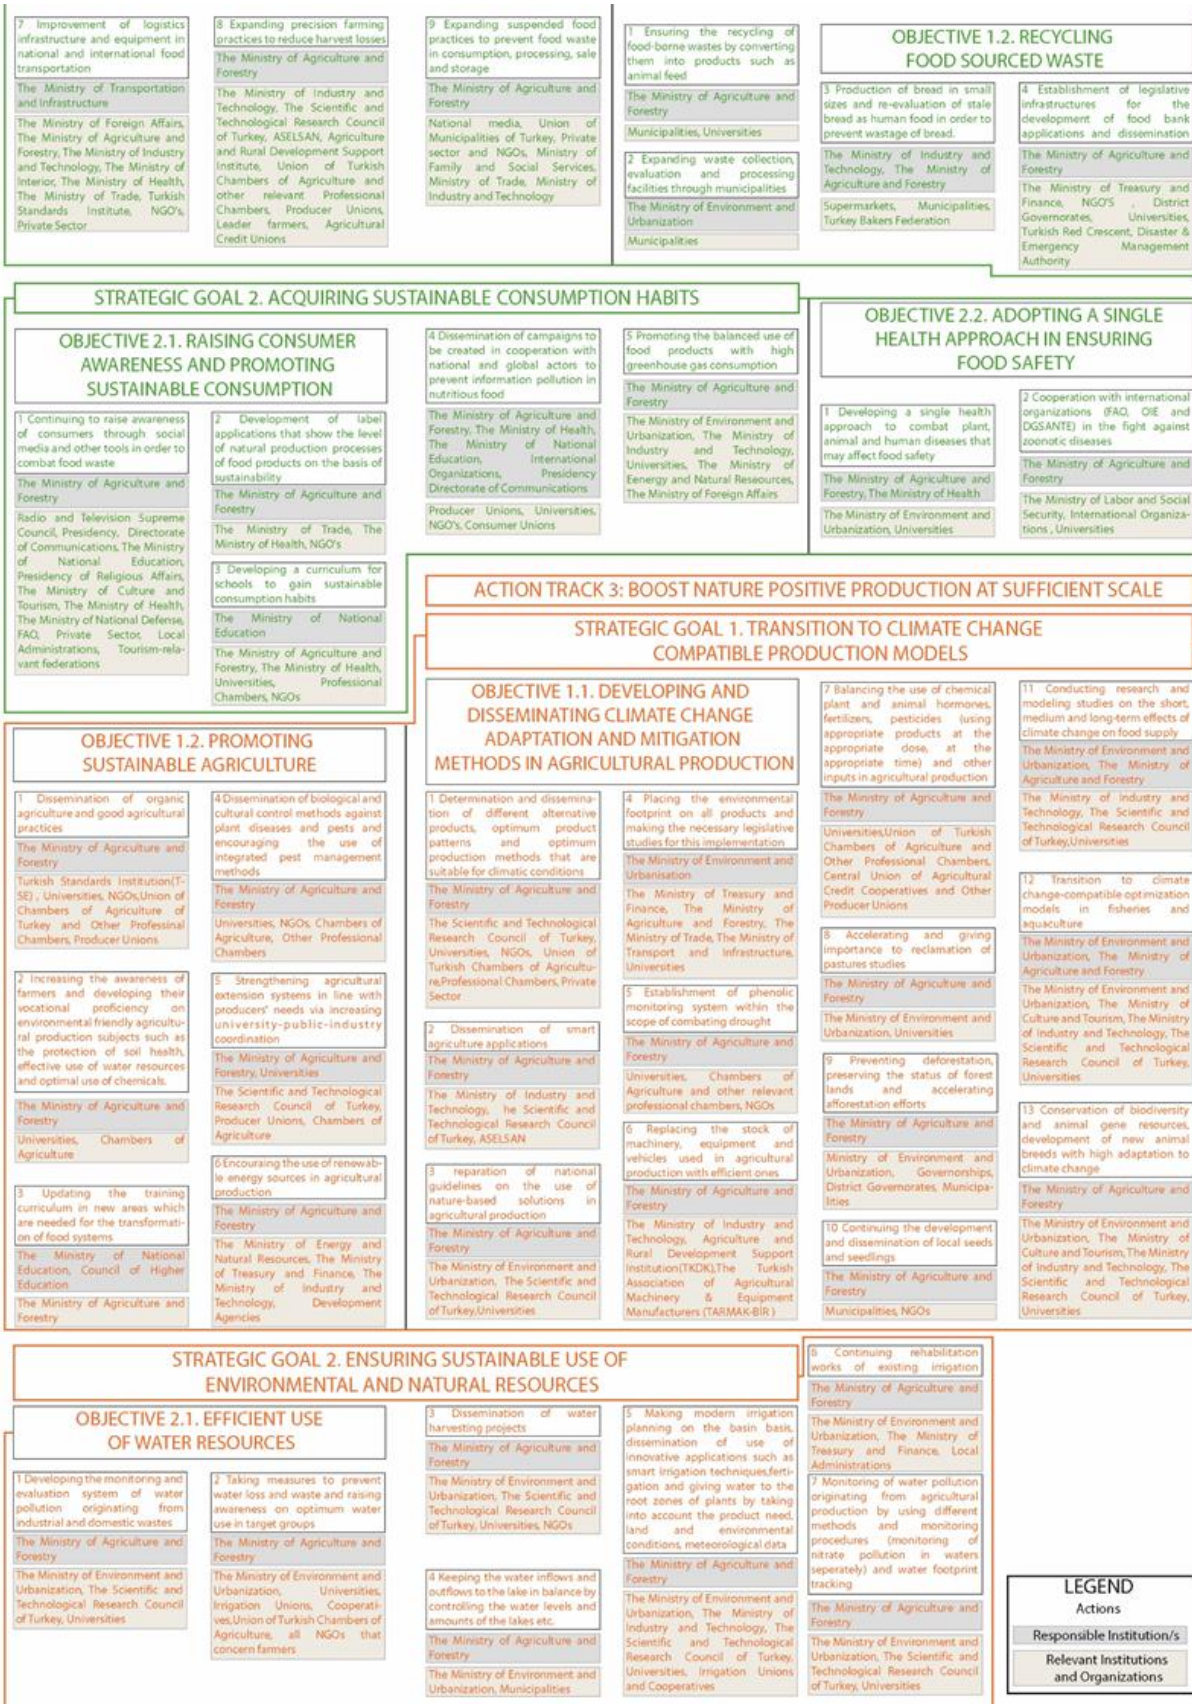 7 Improvement of logistics
infrastructure and equipment in
national and international food
transportation
The Ministry of Transportation
and Infrastructure
The Ministry of Foreign Affairs,
The Ministry of Agriculture and
Forestry, The Ministry of Industry
and Technology, The Ministry of
Interior, The Ministry of Health,
The Ministry of Trade, Turkish
Standards Institute, NGO's,
Private Sector
8 Expanding precision farming
practices to reduce harvest losses
The Ministry of Agriculture and
Forestry
The Ministry of Industry and
Technology, The Scientific and
Technological Research Council
of Turkey, ASELSAN, Agriculture
and Rural Development Support
Institute, Union of Turkish
Chambers of Agriculture and
other relevant Professional
Chambers, Producer Unions,
Leader farmers, Agricultural
Credit Unions
9 Expanding suspended food
practices to prevent food waste
in consumption, processing, sale
and storage
The Ministry of Agriculture and
Forestry
National media, Union of
Municipalities of Turkey, Private
sector and NGOs, Ministry of
Family and Social Services,
Ministry of Trade, Ministry of
Industry and Technology
1 Ensuring the recycling of
food-borne wastes by converting
them into products such as
animal feed
The Ministry of Agriculture and
Forestry
Municipalities, Universities
2 Expanding waste collection,
evaluation and processing
facilities through municipalities
The Ministry of Environment and
Urbanization
Municipalities
OBJECTIVE 1.2. RECYCLING
FOOD SOURCED WASTE
3 Production of bread in small
sizes and re-evaluation of stale
bread as human food in order to
prevent wastage of bread.
The Ministry of Industry and
Technology, The Ministry of
Agriculture and Forestry
Supermarkets, Municipalities,
Turkey Bakers Federation
4 Establishment of legislative
infrastructures for the
development of food bank
applications and dissemination
The Ministry of Agriculture and
Forestry
The Ministry of Treasury and
Finance, NGO'S , District
Governorates, Universities,
Turkish Red Crescent, Disaster &
Emergency Management
Authority
STRATEGIC GOAL 2. ACQUIRING SUSTAINABLE CONSUMPTION HABITS
OBJECTIVE 2.1. RAISING CONSUMER
AWARENESS AND PROMOTING
SUSTAINABLE CONSUMPTION
1 Continuing to raise awareness
of consumers through social
media and other tools in order to
combat food waste
The Ministry of Agriculture and
Forestry
Radio and Television Supreme
Council, Presidency, Directorate
of Communications, The Ministry
of National Education,
Presidency of Religious Affairs,
The Ministry of Culture and
Tourism, The Ministry of Health,
The Ministry of National Defense,
FAO, Private Sector, Local
Administrations, Tourism-rela-
vant federations
2 Development of label
applications that show the level
of natural production processes
of food products on the basis of
sustainability
The Ministry of Agriculture and
Forestry
The Ministry of Trade, The
Ministry of Health, NGO's
3 Developing a curriculum for
schools to gain sustainable
consumption habits
The Ministry of National
Education
The Ministry of Agriculture and
Forestry, The Ministry of Health,
Universities, Professional
Chambers, NGOs
4 Dissemination of campaigns to
be created in cooperation with
national and global actors to
prevent information pollution in
nutritious food
The Ministry of Agriculture and
Forestry, The Ministry of Health,
The Ministry of National
Education, International
Organizations, Presidency
Directorate of Communications
Producer Unions, Universities,
NGO's, Consumer Unions
5 Promoting the balanced use of
food products with high
greenhouse gas consumption
The Ministry of Agriculture and
Forestry
The Ministry of Environment and
Urbanization, The Ministry of
Industry and Technology,
Universities, The Ministry of
Eenergy and Natural Reseources,
The Ministry of Foreign Affairs
OBJECTIVE 2.2. ADOPTING A SINGLE
HEALTH APPROACH IN ENSURING
FOOD SAFETY
1 Developing a single health
approach to combat plant,
animal and human diseases that
may affect food safety
The Ministry of Agriculture and
Forestry, The Ministry of Health
The Ministry of Environment and
Urbanization, Universities
2 Cooperation with international
organizations (FAO, OIE and
DGSANTE) in the fight against
zoonotic diseases
The Ministry of Agriculture and
Forestry
The Ministry of Labor and Social
Security, International Organiza-
tions , Universities
ACTION TRACK 3: BOOST NATURE POSITIVE PRODUCTION AT SUFFICIENT SCALE
STRATEGIC GOAL 1. TRANSITION TO CLIMATE CHANGE
COMPATIBLE PRODUCTION MODELS
OBJECTIVE 1.2. PROMOTING
SUSTAINABLE AGRICULTURE
1 Dissemination of organic
agriculture and good agricultural
practices
The Ministry of Agriculture and
Forestry
Turkish Standards Institution(T-
SE) , Universities, NGOs,Union of
Chambers of Agriculture of
Turkey and Other Professinal
Chambers, Producer Unions
2 Increasing the awareness of
farmers and developing their
vocational proficiency on
environmental friendly agricultu-
ral production subjects such as
the protection of soil health,
effective use of water resources
and optimal use of chemicals.
The Ministry of Agriculture and
Forestry
Universities, Chambers of
Agriculture
3 Updating the training
curriculum in new areas which
are needed for the transformati-
on of food systems
The Ministry of National
Education, Council of Higher
Education
The Ministry of Agriculture and
Forestry
4 Dissemination of biological and
cultural control methods against
plant diseases and pests and
encouraging the use of
integrated pest management
methods
The Ministry of Agriculture and
Forestry
Universities, NGOs, Chambers of
Agriculture, Other Professional
Chambers
5 Strengthening agricultural
extension systems in line with
producers' needs via increasing
university-public-industry
coordination
The Ministry of Agriculture and
Forestry, Universities
The Scientific and Technological
Research Council of Turkey,
Producer Unions, Chambers of
Agriculture
6 Encouraing the use of renewab-
le energy sources in agricultural
production
The Ministry of Agriculture and
Forestry
The Ministry of Energy and
Natural Resources, The Ministry
of Treasury and Finance, The
Ministry of Industry and
Technology, Development
Agencies
OBJECTIVE 1.1. DEVELOPING AND
DISSEMINATING CLIMATE CHANGE
ADAPTATION AND MITIGATION
METHODS IN AGRICULTURAL PRODUCTION
1 Determination and dissemina-
tion of different alternative
products, optimum product
patterns and optimum
production methods that are
suitable for climatic conditions
The Ministry of Agriculture and
Forestry
The Scientific and Technological
Research Council of Turkey,
Universities, NGOs, Union of
Turkish Chambers of Agricultu-
re,Professional Chambers, Private
Sector
2 Dissemination of smart
agriculture applications
The Ministry of Agriculture and
Forestry
The Ministry of Industry and
Technology, he Scientific and
Technological Research Council
of Turkey, ASELSAN
3 reparation of national
guidelines on the use of
nature-based solutions in
agricultural production
The Ministry of Agriculture and
Forestry
The Ministry of Environment and
Urbanization, The Scientific and
Technological Research Council
of Turkey,Universities
4 Placing the environmental
footprint on all products and
making the necessary legislative
studies for this implementation
The Ministry of Environment and
Urbanisation
The Ministry of Treasury and
Finance, The Ministry of
Agriculture and Forestry, The
Ministry of Trade, The Ministry of
Transport and Infrastructure,
Universities
5 Establishment of phenolic
monitoring system within the
scope of combating drought
The Ministry of Agriculture and
Forestry
Universities, Chambers of
Agriculture and other relevant
professional chambers, NGOs
6 Replacing the stock of
machinery, equipment and
vehicles used in agricultural
production with efficient ones
The Ministry of Agriculture and
Forestry
The Ministry of Industry and
Technology, Agriculture and
Rural Development Support
Institution(TKDK),The Turkish
Association of Agricultural
Machinery & Equipment
Manufacturers (TARMAK-BİR )
7 Balancing the use of chemical
plant and animal hormones,
fertilizers, pesticides (using
appropriate products at the
appropriate dose, at the
appropriate time) and other
inputs in agricultural production
The Ministry of Agriculture and
Forestry
Universities,Union of Turkish
Chambers of Agriculture and
Other Professional Chambers,
Central Union of Agricultural
Credit Cooperatives and Other
Producer Unions
8 Accelerating and giving
importance to reclamation of
pastures studies
The Ministry of Agriculture and
Forestry
The Ministry of Environment and
Urbanization, Universities
9 Preventing deforestation,
preserving the status of forest
lands and accelerating
afforestation efforts
The Ministry of Agriculture and
Forestry
Ministry of Environment and
Urbanization, Governorships,
District Governorates, Municipa-
lities
10 Continuing the development
and dissemination of local seeds
and seedlings
The Ministry of Agriculture and
Forestry
Municipalities, NGOs
11 Conducting research and
modeling studies on the short,
medium and long-term effects of
climate change on food supply
The Ministry of Environment and
Urbanization, The Ministry of
Agriculture and Forestry
The Ministry of Industry and
Technology, The Scientific and
Technological Research Council
of Turkey,Universities
12 Transition to climate
change-compatible optimization
models in fisheries and
aquaculture
The Ministry of Environment and
Urbanization, The Ministry of
Agriculture and Forestry
The Ministry of Environment and
Urbanization, The Ministry of
Culture and Tourism, The Ministry
of Industry and Technology, The
Scientific and Technological
Research Council of Turkey,
Universities
13 Conservation of biodiversity
and animal gene resources,
development of new animal
breeds with high adaptation to
climate change
The Ministry of Agriculture and
Forestry
The Ministry of Environment and
Urbanization, The Ministry of
Culture and Tourism, The Ministry
of Industry and Technology, The
Scientific and Technological
Research Council of Turkey,
Universities
STRATEGIC GOAL 2. ENSURING SUSTAINABLE USE OF
ENVIRONMENTAL AND NATURAL RESOURCES
OBJECTIVE 2.1. EFFICIENT USE
OF WATER RESOURCES
1 Developing the monitoring and
evaluation system of water
pollution originating from
industrial and domestic wastes
The Ministry of Agriculture and
Forestry
The Ministry of Environment and
Urbanization, The Scientific and
Technological Research Council
of Turkey, Universities
2 Taking measures to prevent
water loss and waste and raising
awareness on optimum water
use in target groups
The Ministry of Agriculture and
Forestry
The Ministry of Environment and
Urbanization, Universities,
Irrigation Unions, Cooperati-
ves,Union of Turkish Chambers of
Agriculture, all NGOs that
concern farmers
3 Dissemination of water
harvesting projects
The Ministry of Agriculture and
Forestry
The Ministry of Environment and
Urbanization, The Scientific and
Technological Research Council
of Turkey, Universities, NGOs
4 Keeping the water inflows and
outflows to the lake in balance by
controlling the water levels and
amounts of the lakes etc.
The Ministry of Agriculture and
Forestry
The Ministry of Environment and
Urbanization, Municipalities
5 Making modern irrigation
planning on the basin basis,
dissemination of use of
innovative applications such as
smart irrigation techniques,ferti-
gation and giving water to the
root zones of plants by taking
into account the product need,
land and environmental
conditions, meteorological data
The Ministry of Agriculture and
Forestry
The Ministry of Environment and
Urbanization, The Ministry of
Industry and Technology, The
Scientific and Technological
Research Council of Turkey,
Universities, Irrigation Unions
and Cooperatives
6 Continuing rehabilitation
works of existing irrigation
The Ministry of Agriculture and
Forestry
The Ministry of Environment and
Urbanization, The Ministry of
Treasury and Finance, Local
Administrations
7 Monitoring of water pollution
originating from agricultural
production by using different
methods and monitoring
procedures (monitoring of
nitrate pollution in waters
seperately) and water footprint
tracking
The Ministry of Agriculture and
Forestry
The Ministry of Environment and
Urbanization, The Scientific and
Technological Research Council
of Turkey, Universities
LEGEND
Actions
Responsible Institution/s
Relevant Institutions
and Organizations